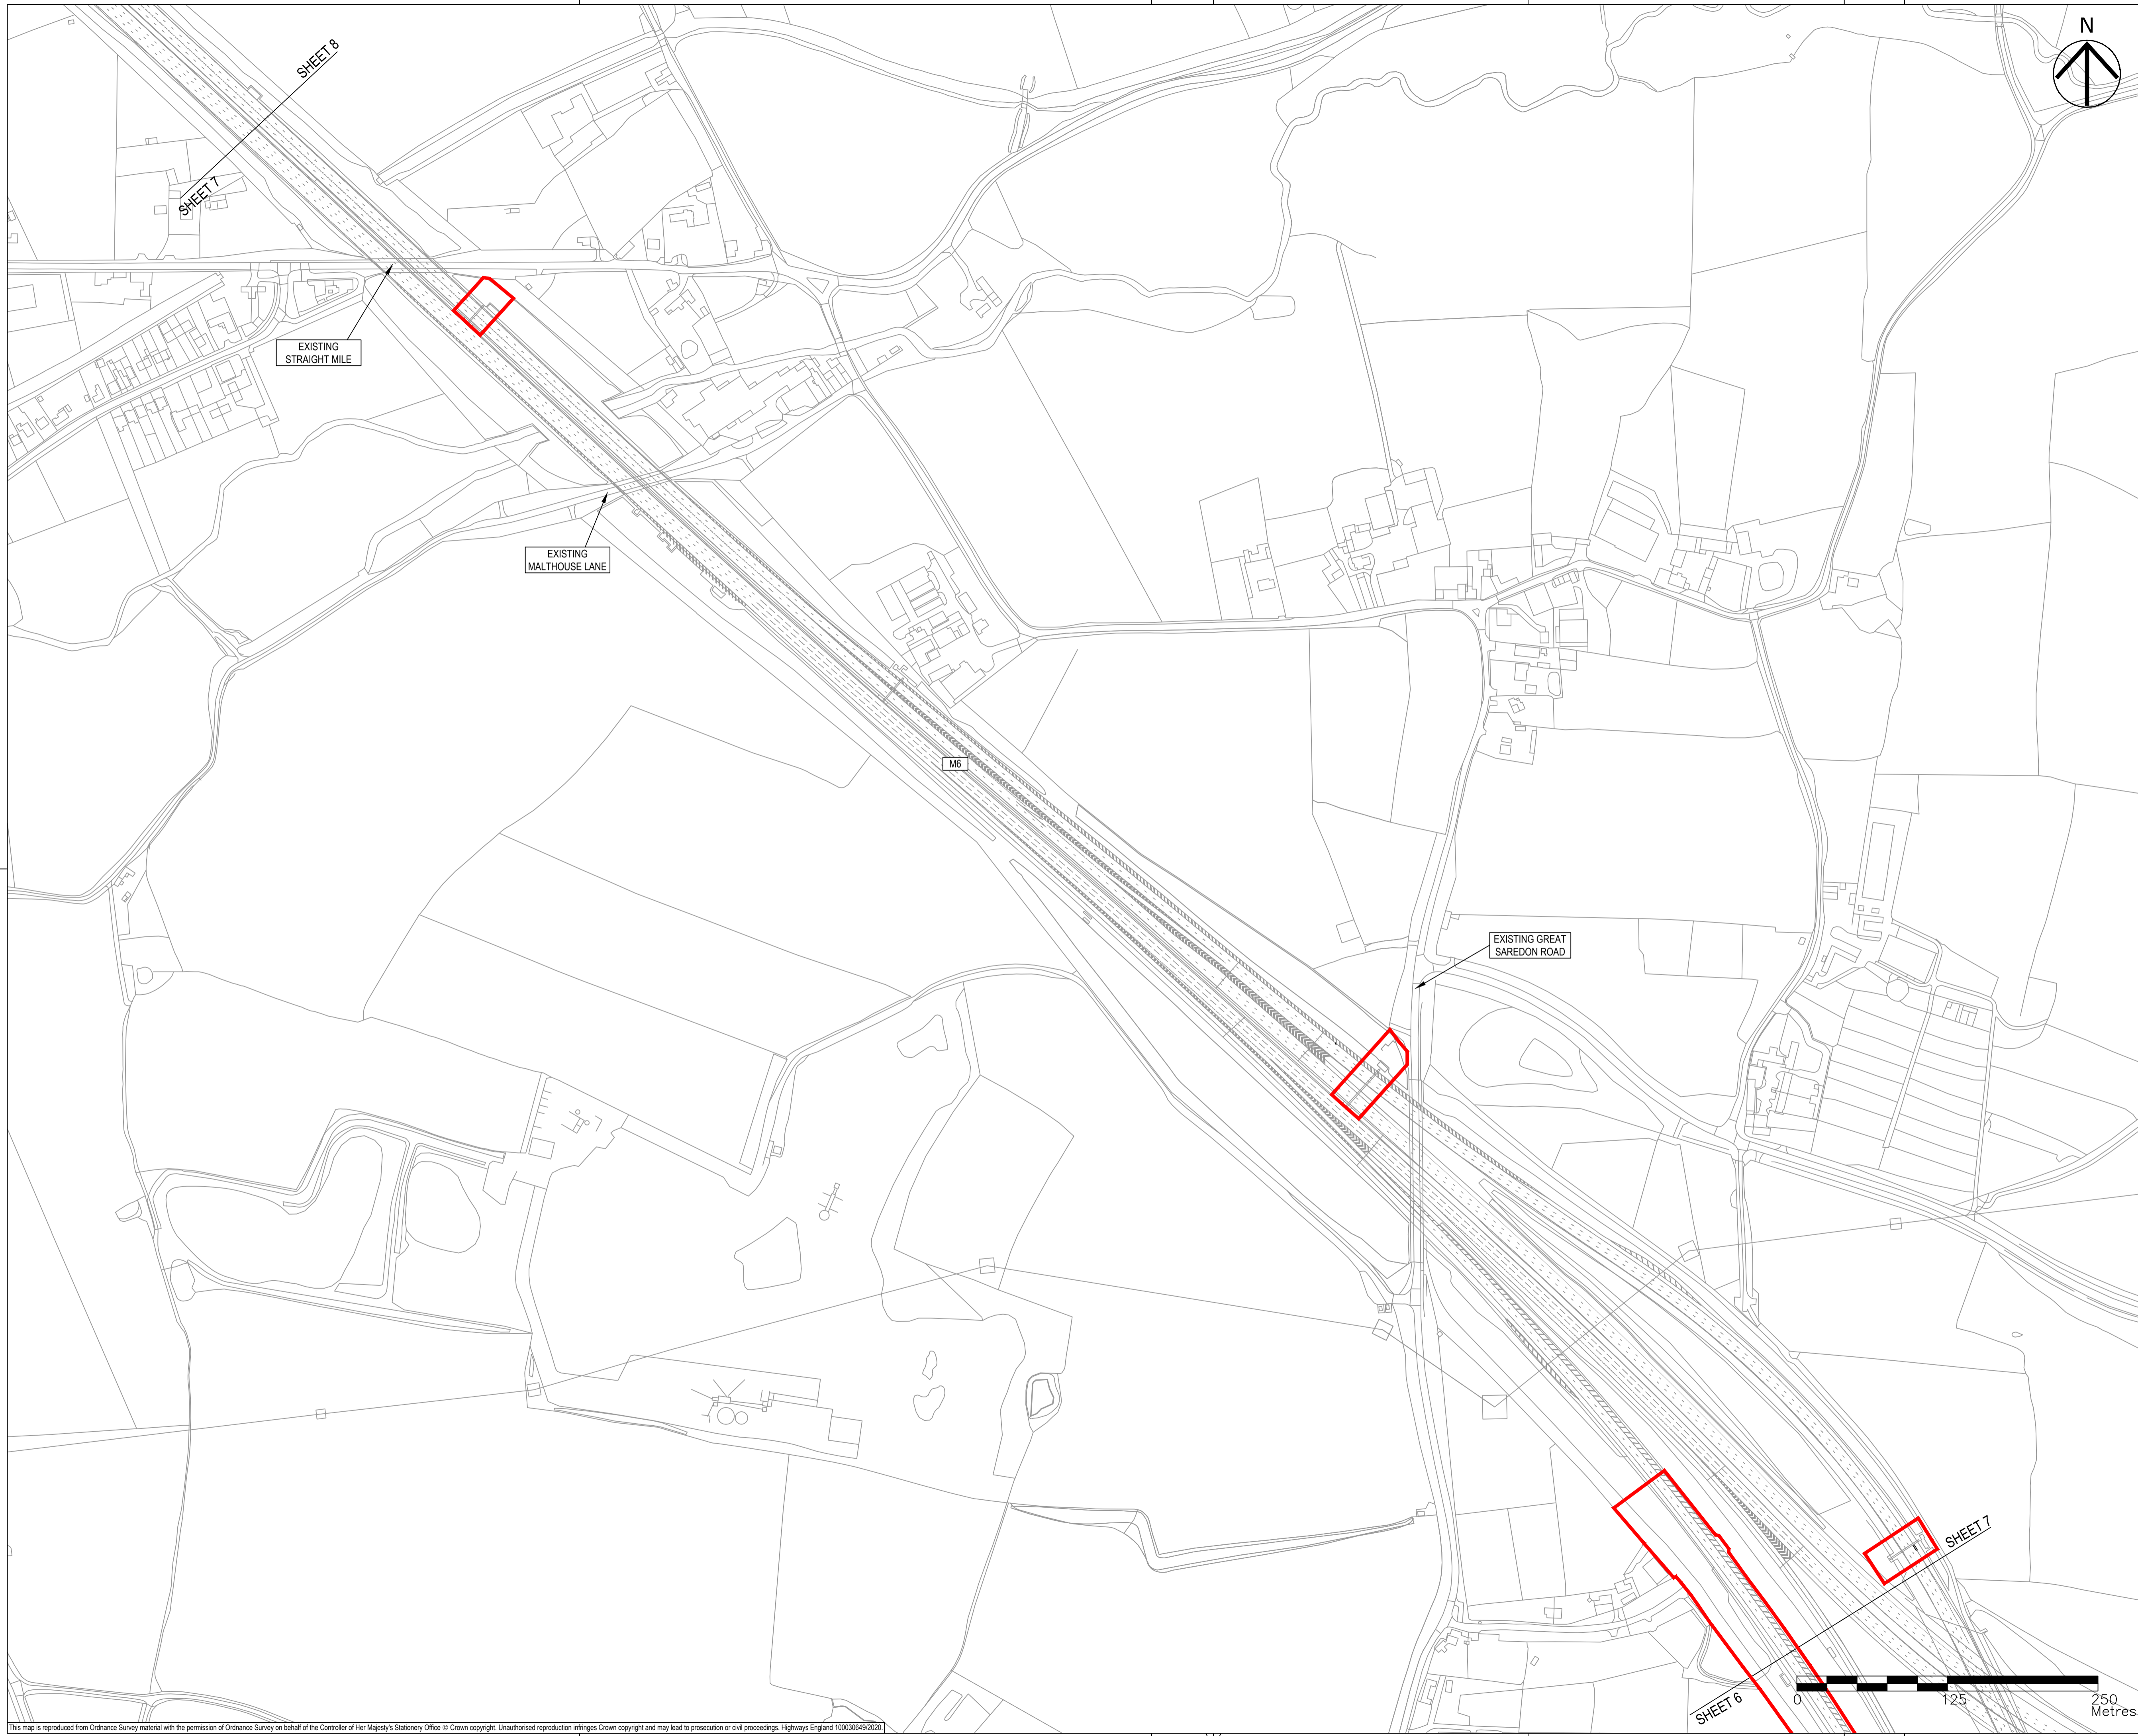 SHEET 8
N
SHEET 7
EXISTING
STRAIGHT MILE
EXISTING
MALTHOUSE LANE
M6
EXISTING GREAT
SAREDON ROAD
SHEET 7
SHEET 6
0 125 250
Metres
This map is reproduced from Ordnance Survey material with the permission of Ordnance Survey on behalf of the Controller of Her Majesty's Stationery Office © Crown copyright. Unauthorised reproduction infringes Crown copyright and may lead to prosecution or civil proceedings. Highways England 100030649/2020.